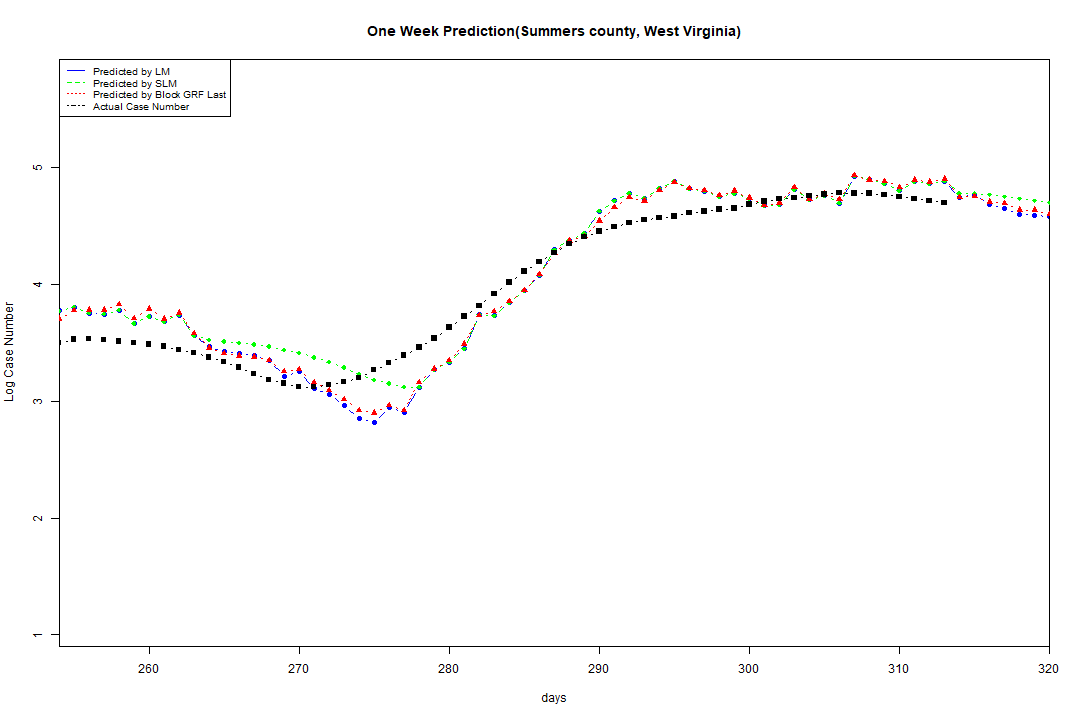 One Week Prediction(Summers county, West Virginia)
Predicted by LM
Predicted by SLM
Predicted by Block GRF Last
Actual Case Number
5
4
3
2
1
Log Case Number
260 270 280 290 300 310 320
days